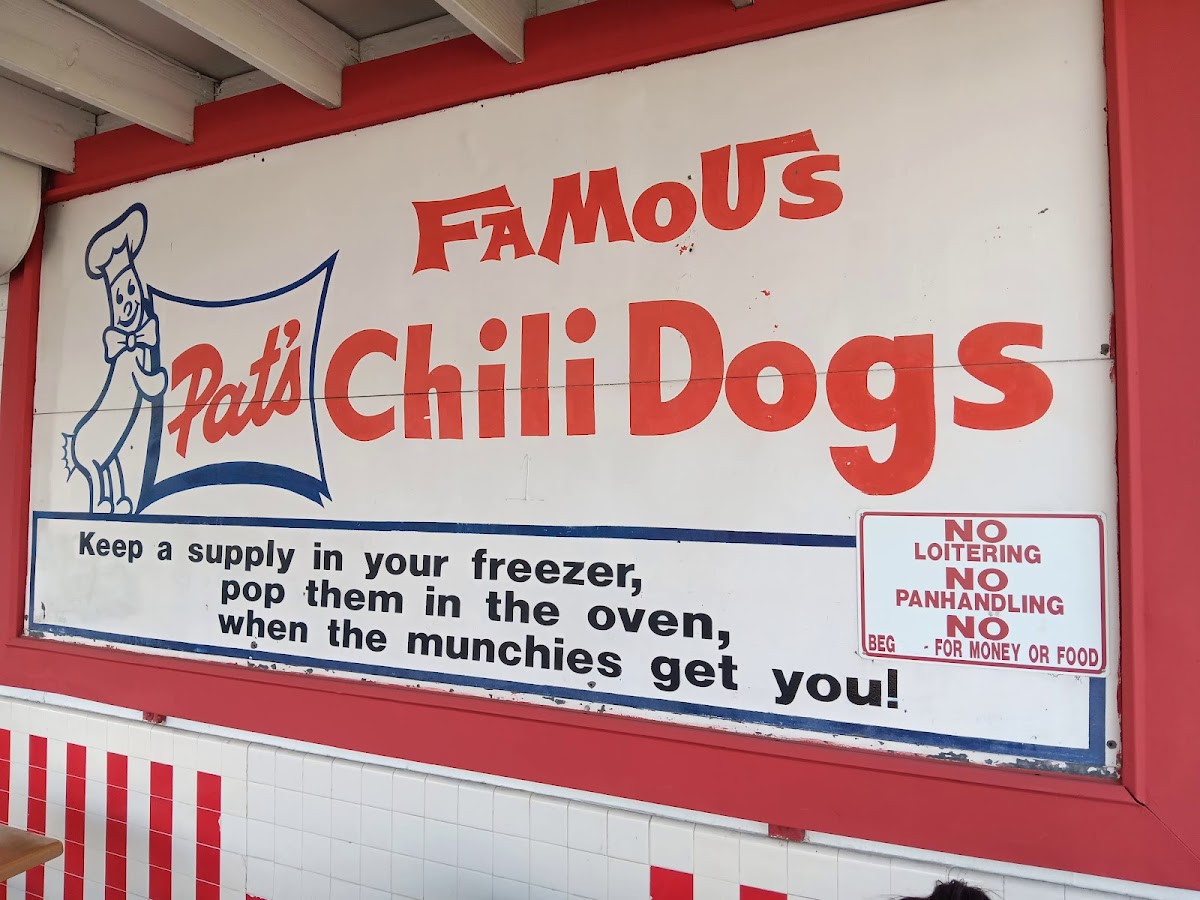 FAMOUS
Pat's
Chili Dogs
Keep a supply in your freezer,
pop them in the oven,
when the munchies get you!
NO
LOITERING
NO
PANHANDLING
NO
BEG - FOR MONEY OR FOOD